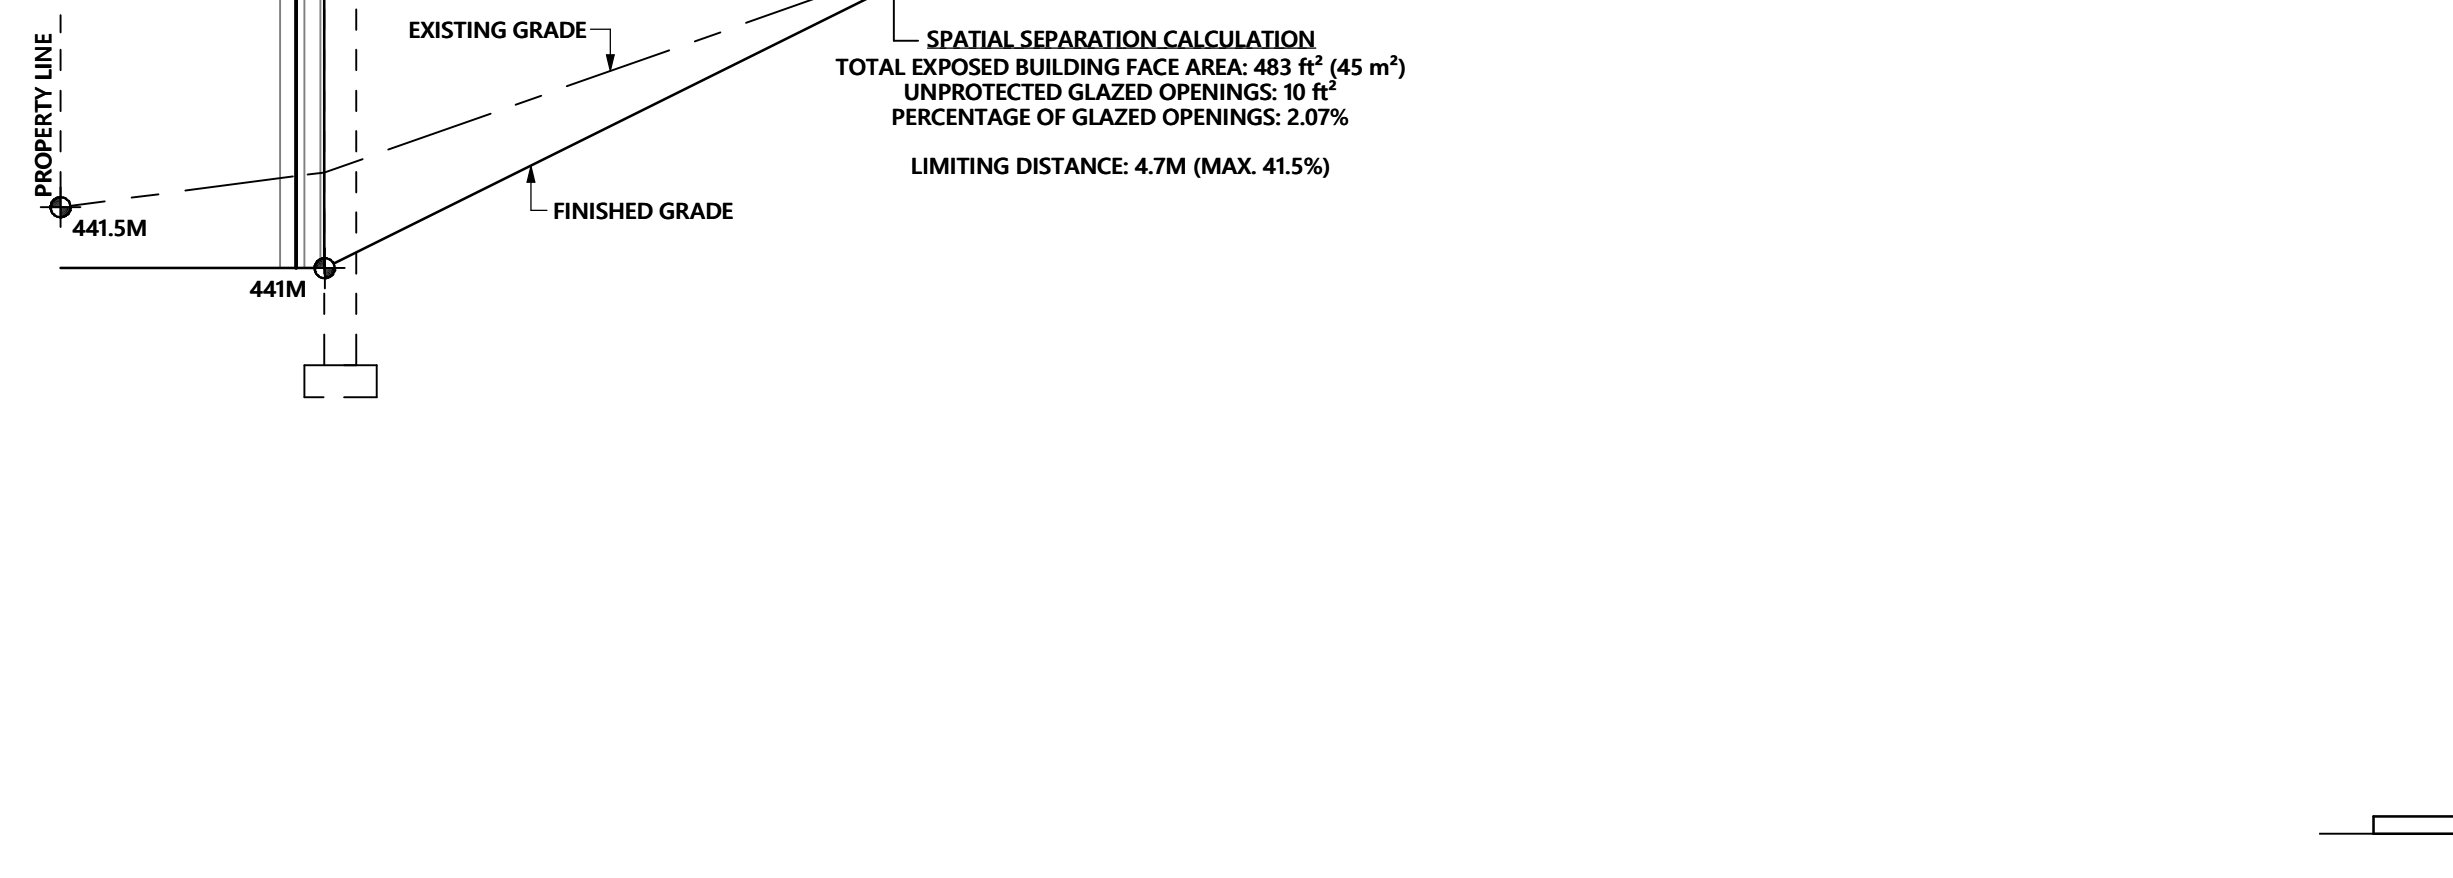 PROPERTY LINE
EXISTING GRADE
SPATIAL SEPARATION CALCULATION
TOTAL EXPOSED BUILDING FACE AREA: 483 ft² (45 m²)
UNPROTECTED GLAZED OPENINGS: 10 ft²
PERCENTAGE OF GLAZED OPENINGS: 2.07%
LIMITING DISTANCE: 4.7M (MAX. 41.5%)
FINISHED GRADE
441.5M
441M